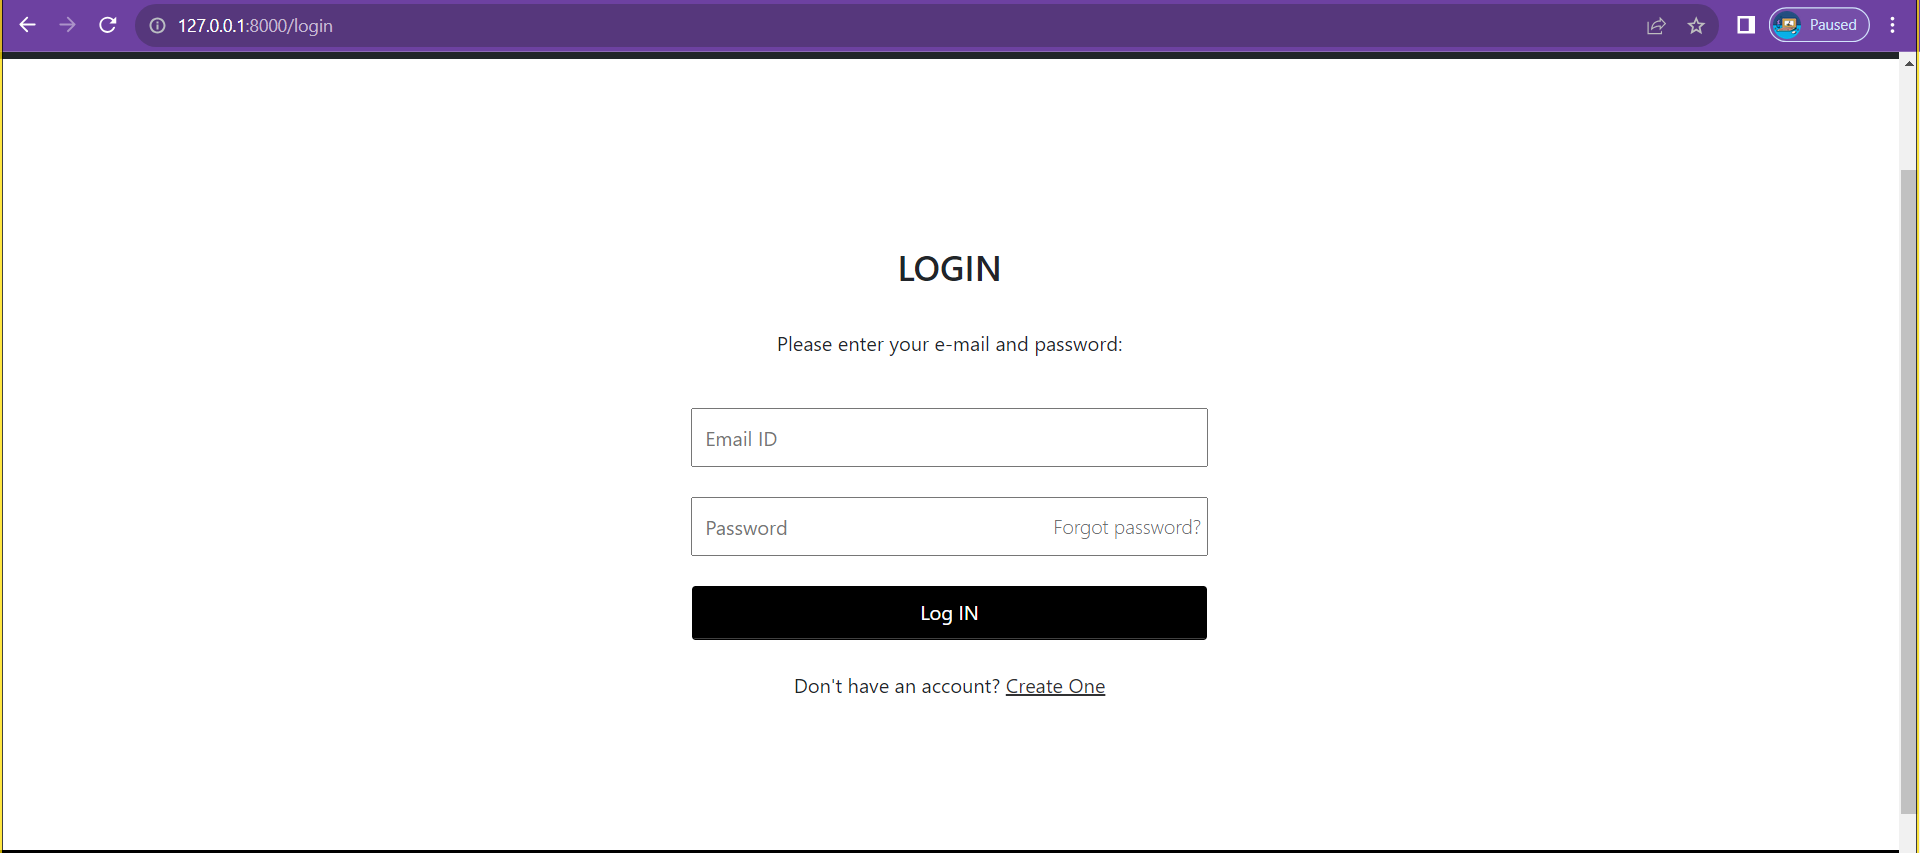 127.0.0.1:8000/login
Paused
LOGIN
Please enter your e-mail and password:
Email ID
Password Forgot password?
Log IN
Don't have an account? Create One